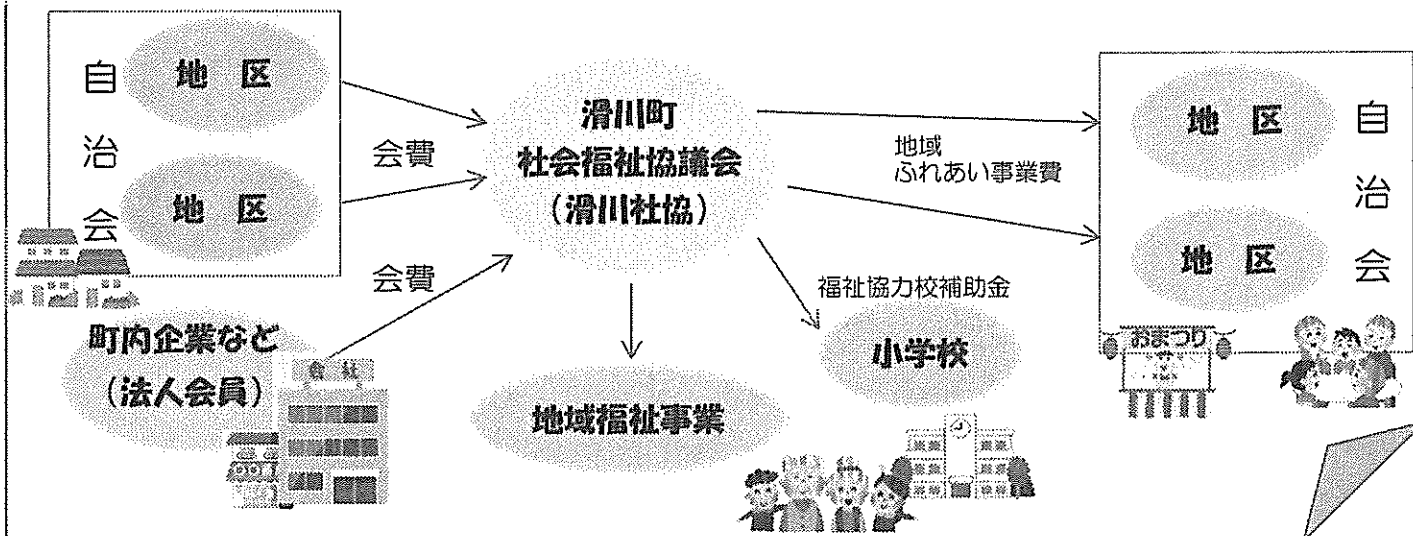 自治会
地　区
地　区
会費
会費
町内企業など
（法人会員）
会社
滑川町
社会福祉協議会
（滑川社協）
地域
ふれあい事業費
福祉協力校補助金
小学校
地域福祉事業
地　区
地　区
自治会
おまつり